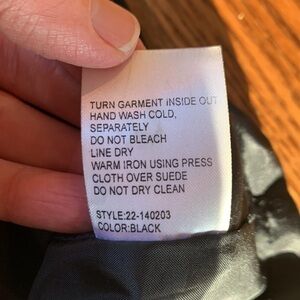 TURN GARMENT INSIDE OUT
HAND WASH COLD,
SEPARATELY
DO NOT BLEACH
LINE DRY
WARM IRON USING PRESS
CLOTH OVER SUEDE
DO NOT DRY CLEAN
STYLE:22-140203
COLOR:BLACK